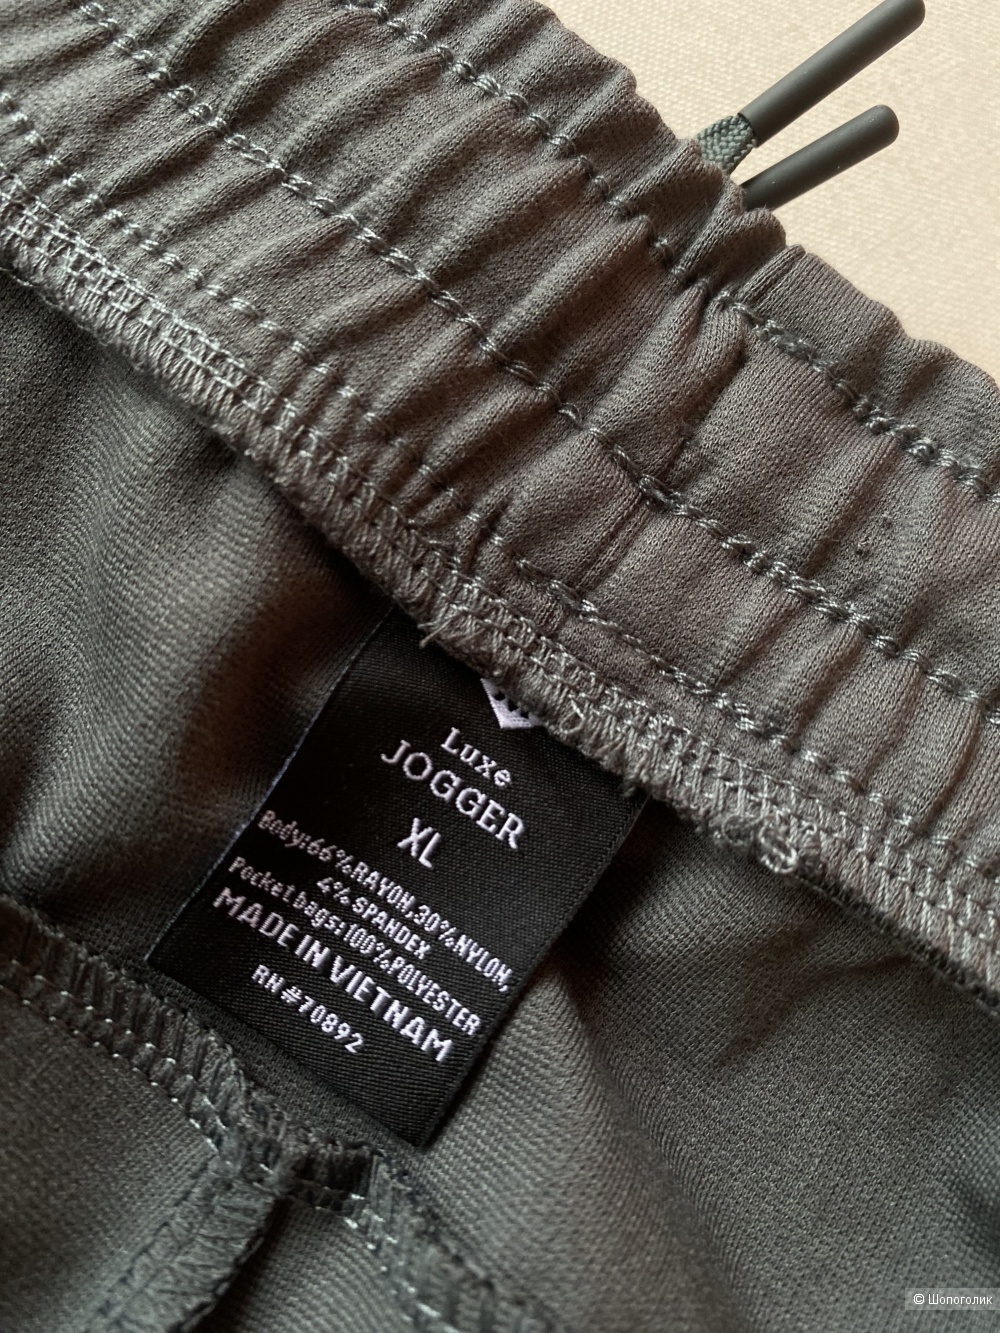 Luxe
JOGGER
XL
Body:66%RAYON,30%NYLON,
4% SPANDEX
Pocket bags:100%POLYESTER
MADE IN VIETNAM
RN #70892
© Шопоголик